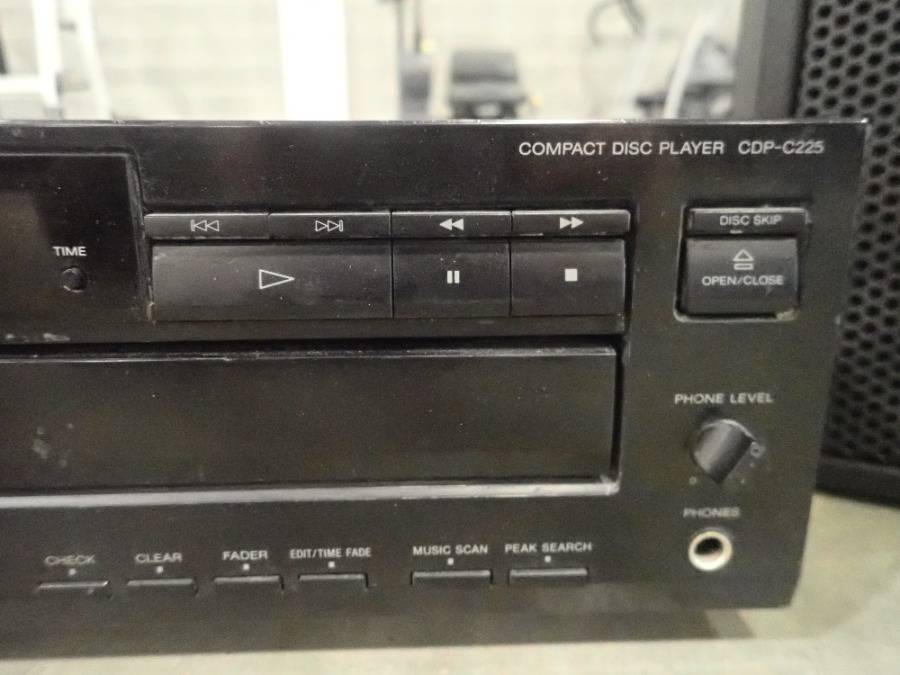 COMPACT DISC PLAYER CDP-C225
DISC SKIP
TIME
OPEN/CLOSE
PHONE LEVEL
PHONES
CHECK
CLEAR
FADER
EDIT/TIME FADE
MUSIC SCAN
PEAK SEARCH